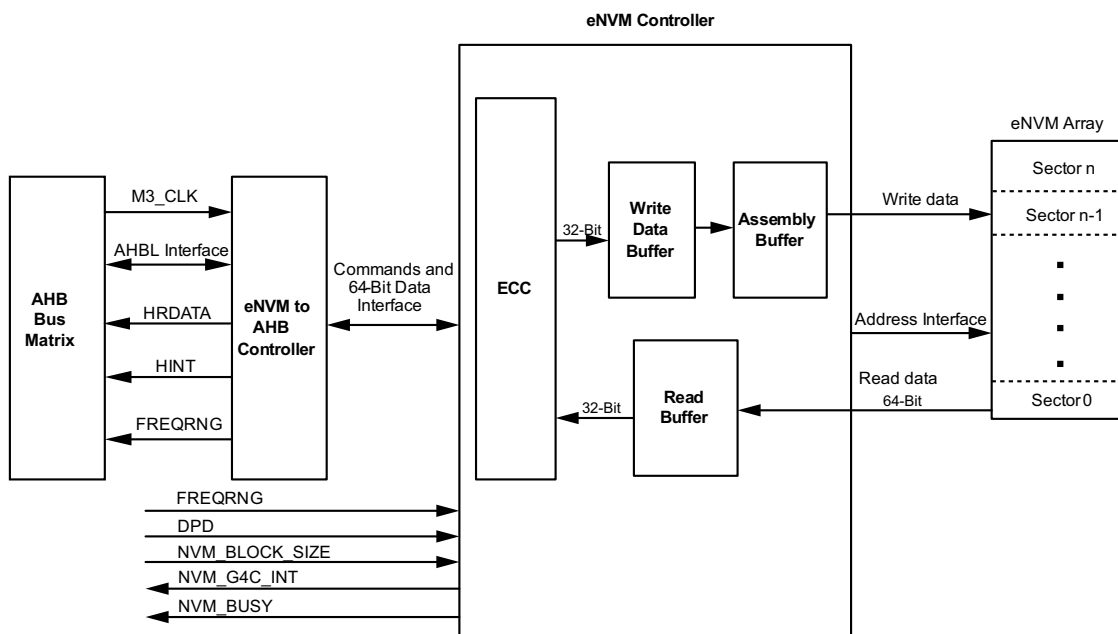 eNVM Controller
eNVM Array
Sector n
Sector n-1
Sector 0
M3_CLK
AHBL Interface
HRDATA
HINT
FREQRNG
AHB
Bus
Matrix
eNVM to
AHB
Controller
Commands and
64-Bit Data
Interface
ECC
32-Bit
Write
Data
Buffer
Assembly
Buffer
Write data
Address Interface
Read data
64-Bit
Read
Buffer
32-Bit
FREQRNG
DPD
NVM_BLOCK_SIZE
NVM_G4C_INT
NVM_BUSY